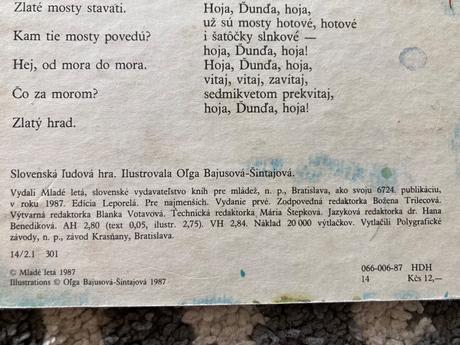 Zlaté mosty stavati.
Kam tie mosty povedú?
Hej, od mora do mora.
Čo za morom?
Zlatý hrad.
Hoja, Ďunďa, hoja,
už sú mosty hotové, hotové
i šatôčky slnkové —
hoja, Ďunďa, hoja!
Hoja, Ďunďa, hoja,
vitaj, vitaj, zavitaj,
sedmikvetom prekvitaj,
hoja, Ďunďa, hoja!
Slovenská ľudová hra. Ilustrovala Oľga Bajusová-Šintajová.
Vydali Mladé letá, slovenské vydavateľstvo kníh pre mládež, n. p., Bratislava, ako svoju 6724. publikáciu,
v roku 1987. Edícia Leporelá. Pre najmenších. Vydanie prvé. Zodpovedná redaktorka Božena Trilecová.
Výtvarná redaktorka Blanka Votavová. Technická redaktorka Mária Štepková. Jazyková redaktorka dr. Hana
Benediková. AH 2,80 (text 0,05, ilustr. 2,75). VH 2,84. Náklad 20 000 výtlačkov. Vytlačili Polygrafické
závody, n. p., závod Krasňany, Bratislava.
14/2.1 301
© Mladé letá 1987
Illustrations © Oľga Bajusová-Šintajová 1987
066-006-87 HDH
14 Kčs 12,—